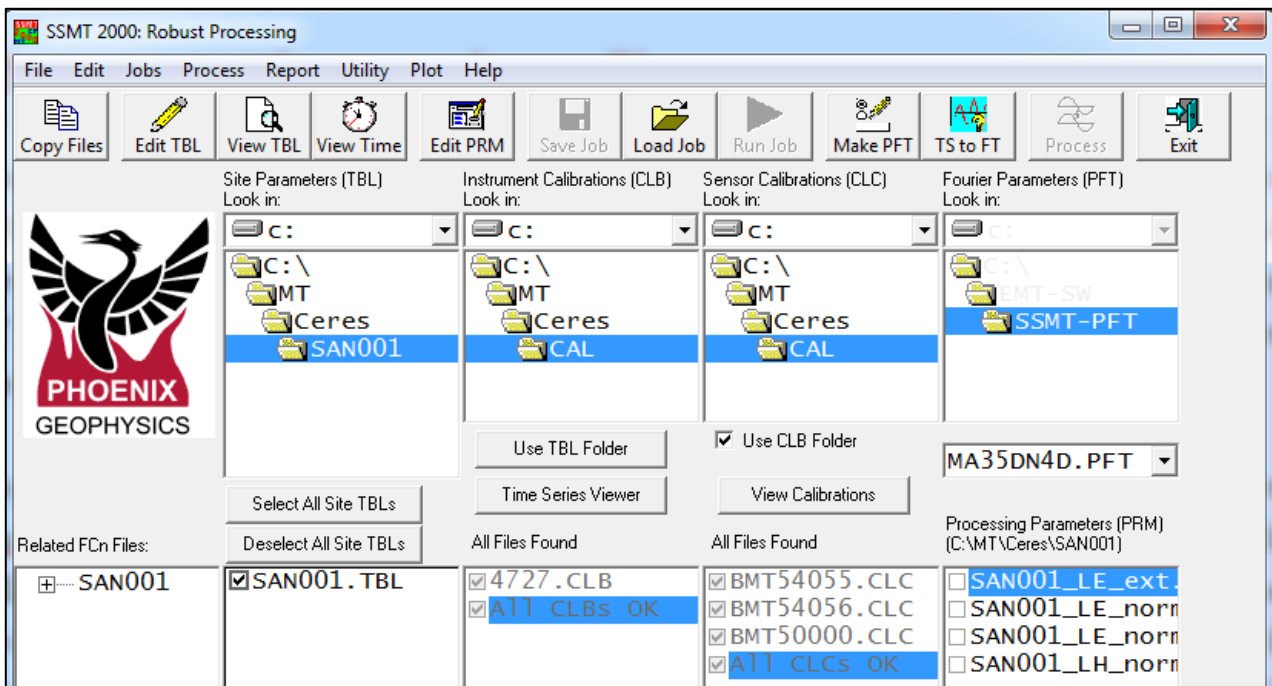 SSMT 2000: Robust Processing
File Edit Jobs Process Report Utility Plot Help
Copy Files Edit TBL View TBL View Time Edit PRM Save Job Load Job Run Job Make PFT TS to FT Process Exit
Site Parameters (TBL) Instrument Calibrations (CLB) Sensor Calibrations (CLC) Fourier Parameters (PFT)
Look in: Look in: Look in: Look in:
c: c: c: c:
C:\ C:\ C:\ C:\
MT MT MT EMT-SW
Ceres Ceres Ceres SSMT-PFT
SAN001 CAL CAL
PHOENIX
GEOPHYSICS
Use TBL Folder Use CLB Folder
MA35DN4D.PFT
Select All Site TBLs Time Series Viewer View Calibrations
Processing Parameters (PRM)
Related FCn Files: Deselect All Site TBLs All Files Found All Files Found (C:\MT\Ceres\SAN001)
SAN001 SAN001.TBL 4727.CLB BMT54055.CLC SAN001_LE_ext.
All CLBs OK BMT54056.CLC SAN001_LE_norm
BMT50000.CLC SAN001_LE_norm
All CLCs OK SAN001_LH_norm